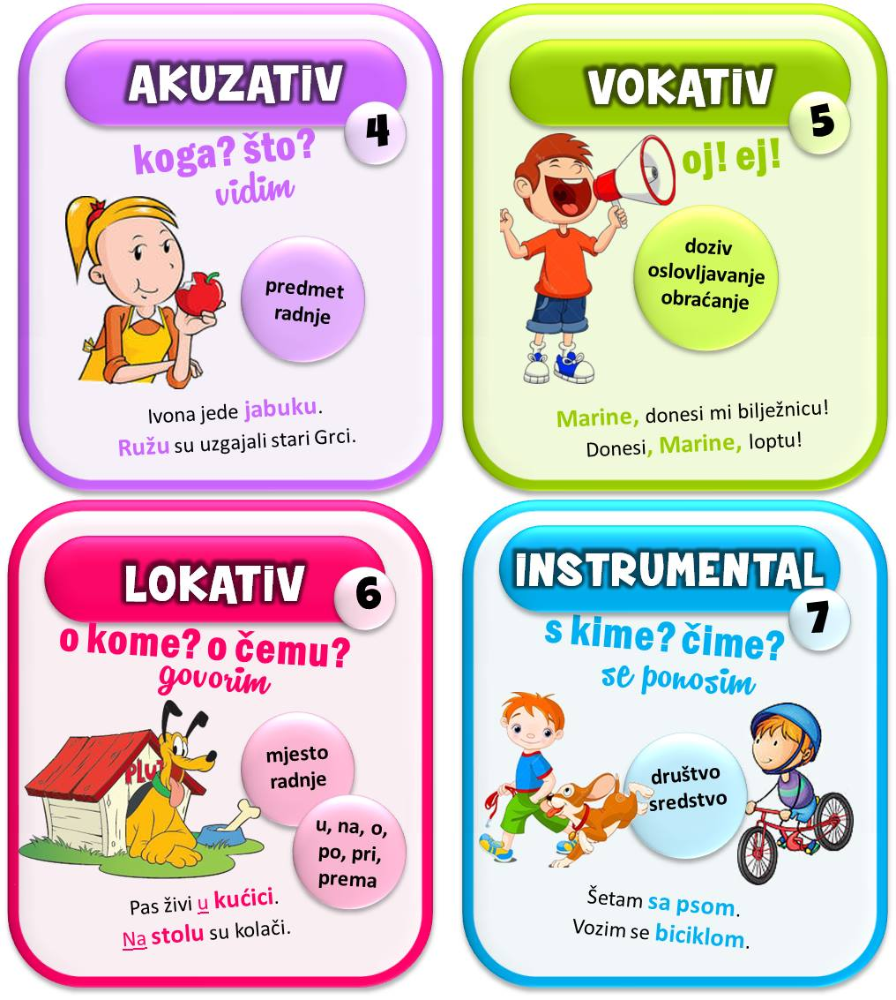 AKUZATiV
4
koga? što?
vidim
predmet
radnje
Ivona jede jabuku.
Ružu su uzgajali stari Grci.
VOKATiV
5
oj! ej!
doziv
oslovljavanje
obraćanje
Marine, donesi mi bilježnicu!
Donesi, Marine, loptu!
LOKATiV
6
o kome? o čemu?
govorim
PLUT
mjesto
radnje
u, na, o,
po, pri,
prema
Pas živi u kućici.
Na stolu su kolači.
iNSTRUMENTAL
7
s kime? čime?
se ponosim
društvo
sredstvo
Šetam sa psom.
Vozim se biciklom.